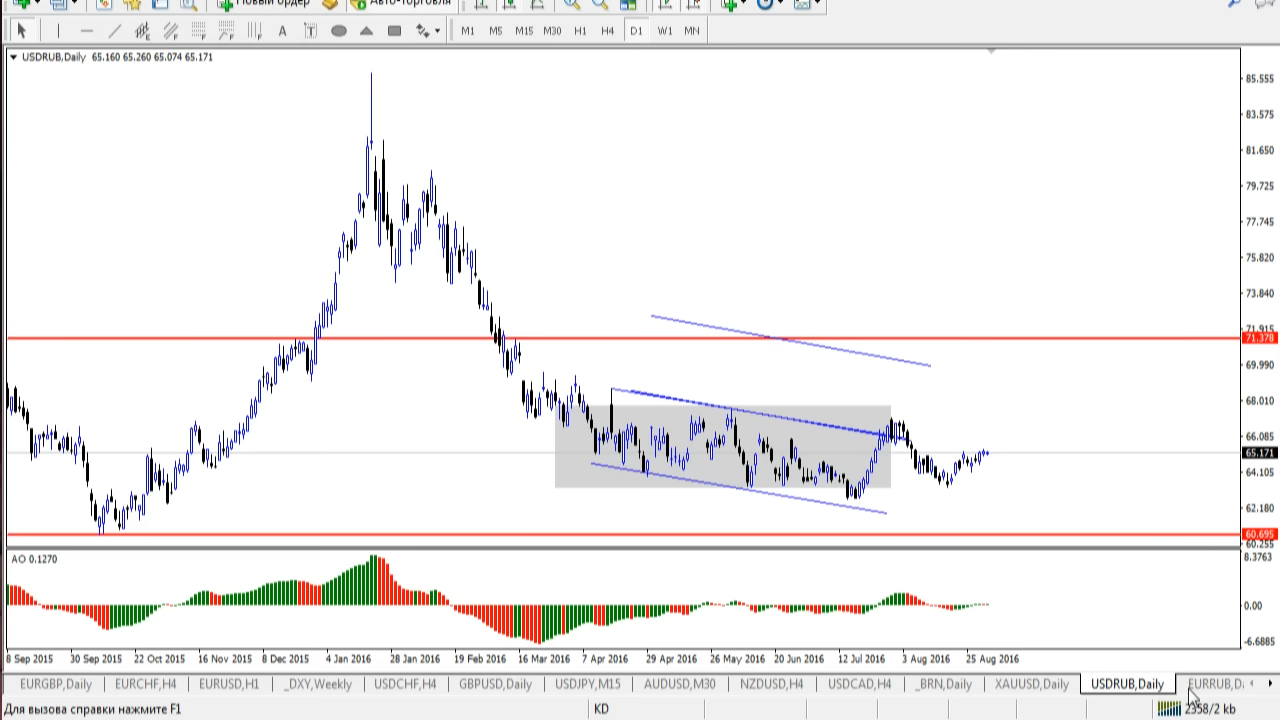 Новый ордер Авто-торговля
A T M1 M5 M15 M30 H1 H4 D1 W1 MN
USDRUB,Daily 65.160 65.260 65.074 65.171
85.555
83.575
81.650
79.725
77.745
75.820
73.840
71.915
71.378
69.990
68.010
66.085
65.171
64.105
62.180
60.695
60.255
AO 0.1270
8.3763
0.00
-6.6885
8 Sep 2015 30 Sep 2015 22 Oct 2015 16 Nov 2015 8 Dec 2015 4 Jan 2016 28 Jan 2016 19 Feb 2016 16 Mar 2016 7 Apr 2016 29 Apr 2016 26 May 2016 20 Jun 2016 12 Jul 2016 3 Aug 2016 25 Aug 2016
EURGBP,Daily EURCHF,H4 EURUSD,H1 _DXY,Weekly USDCHF,H4 GBPUSD,Daily USDJPY,M15 AUDUSD,M30 NZDUSD,H4 USDCAD,H4 _BRN,Daily XAUUSD,Daily USDRUB,Daily EURRUB,D
Для вызова справки нажмите F1 KD 2358/2 kb